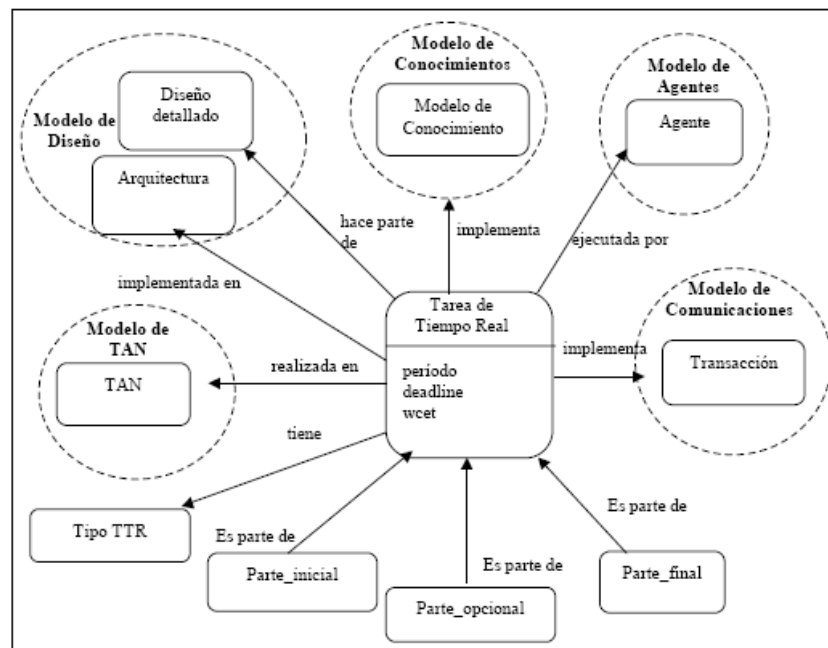 Modelo de
Conocimientos
Modelo de
Conocimiento
Modelo de
Agentes
Agente
Diseño
detallado
Modelo de
Diseño
Arquitectura
hace parte
de
implementa
ejecutada por
implementada en
Modelo de
TAN
TAN
Tarea de
Tiempo Real
período
deadline
wcet
Modelo de
Comunicaciones
Transacción
implementa
realizada en
tiene
Tipo TTR
Es parte de
Parte_inicial
Es parte de
Parte_opcional
Es parte de
Parte_final